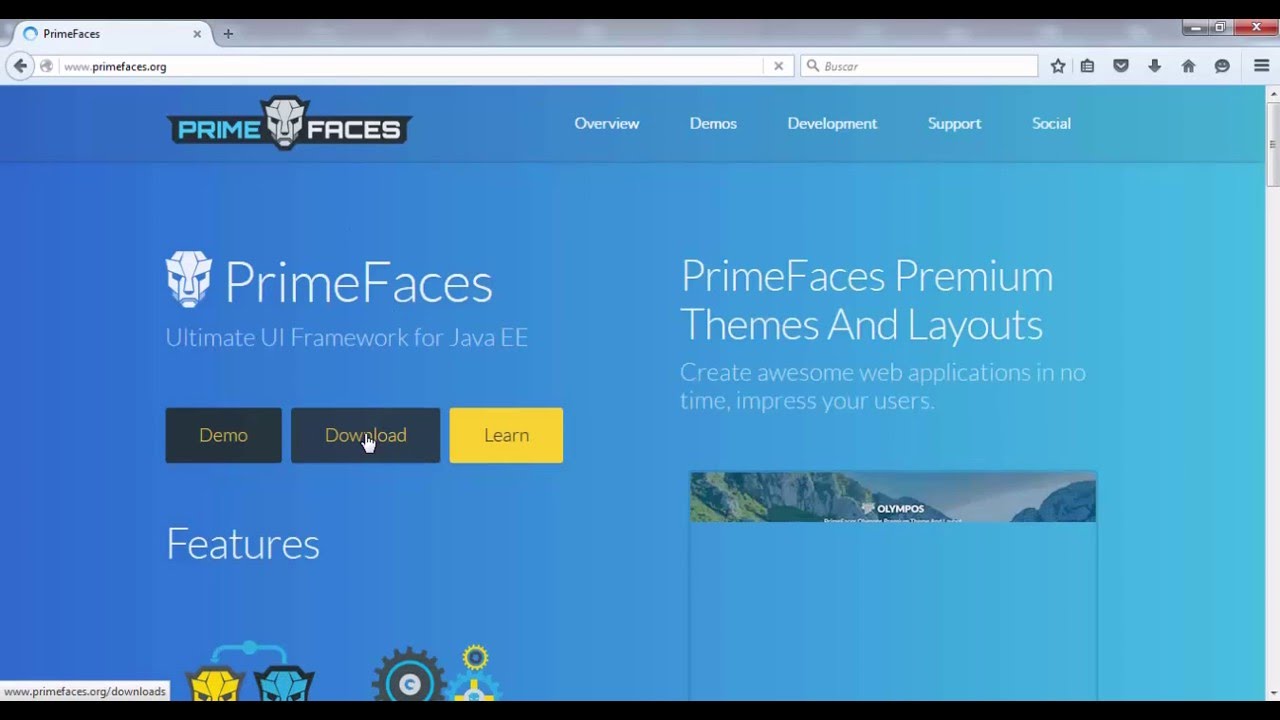 PrimeFaces
www.primefaces.org
Buscar
PRIME FACES
Overview
Demos
Development
Support
Social
PrimeFaces
Ultimate UI Framework for Java EE
Demo
Download
Learn
Features
PrimeFaces Premium
Themes And Layouts
Create awesome web applications in no
time, impress your users.
OLYMPOS
PrimeFaces Olympos Premium Theme And Layout
www.primefaces.org/downloads